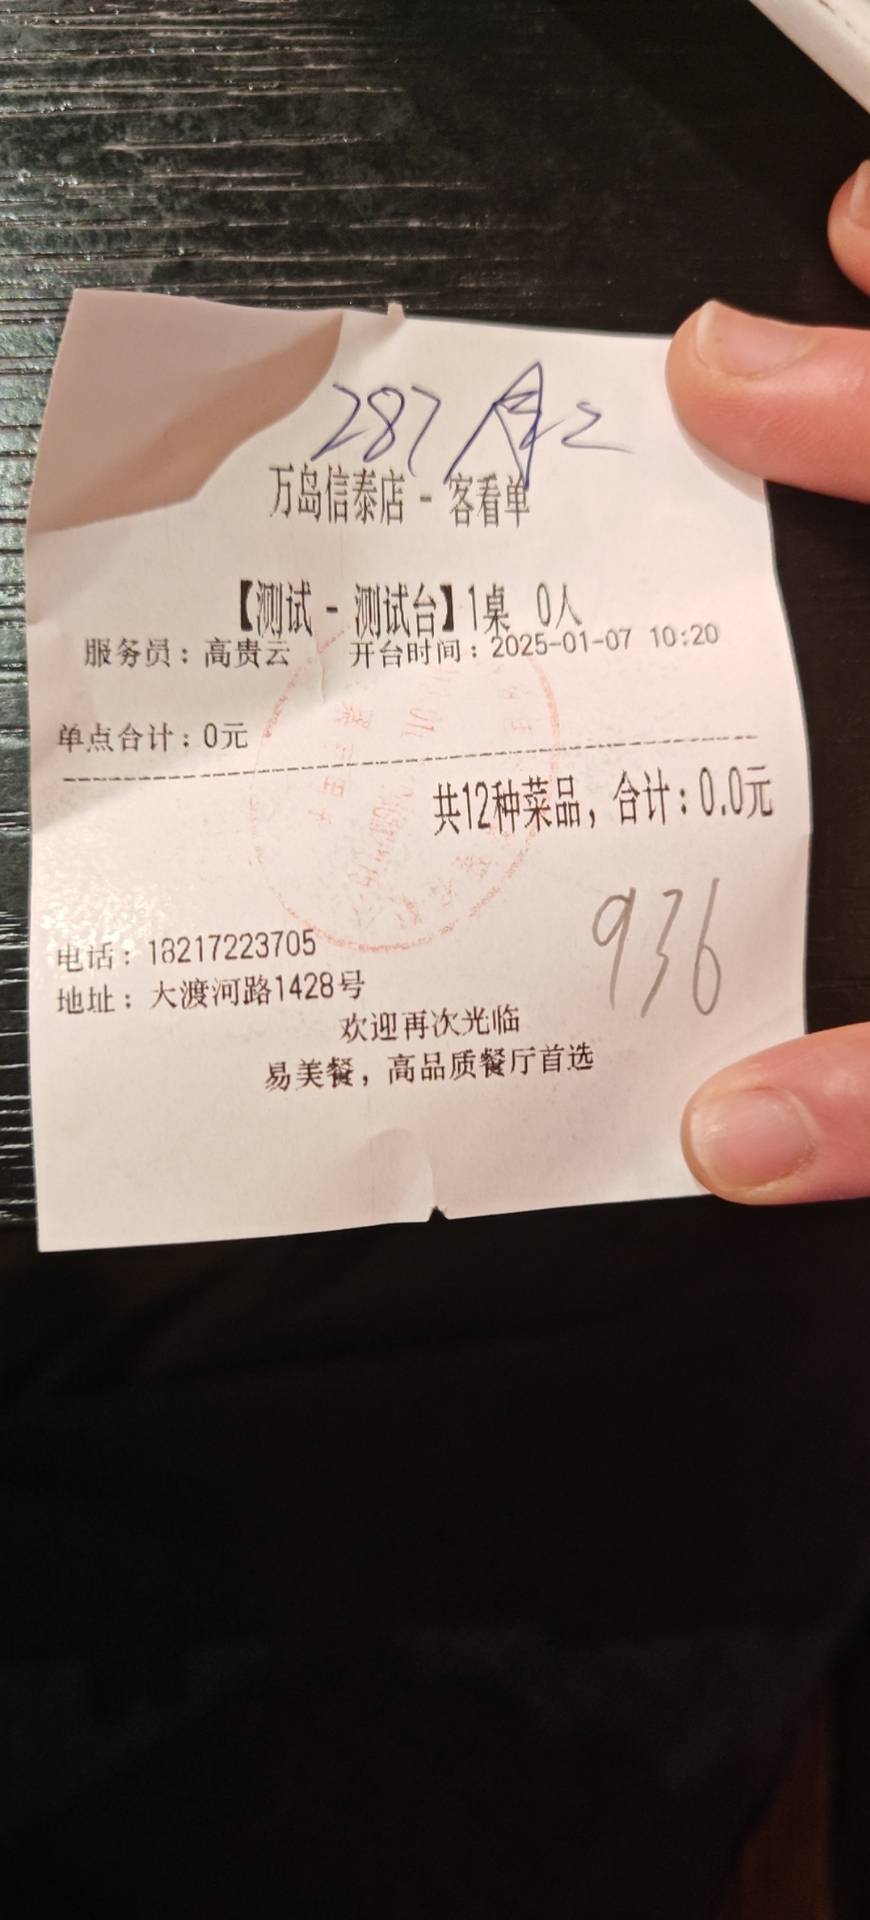 287
万岛信泰店 - 客看单
【测试 - 测试台】1桌 0人
服务员：高贵云 开台时间：2025-01-07 10:20
单点合计：0元
共12种菜品，合计：0.0元
936
电话：18217223705
地址：大渡河路1428号
欢迎再次光临
易美餐，高品质餐厅首选